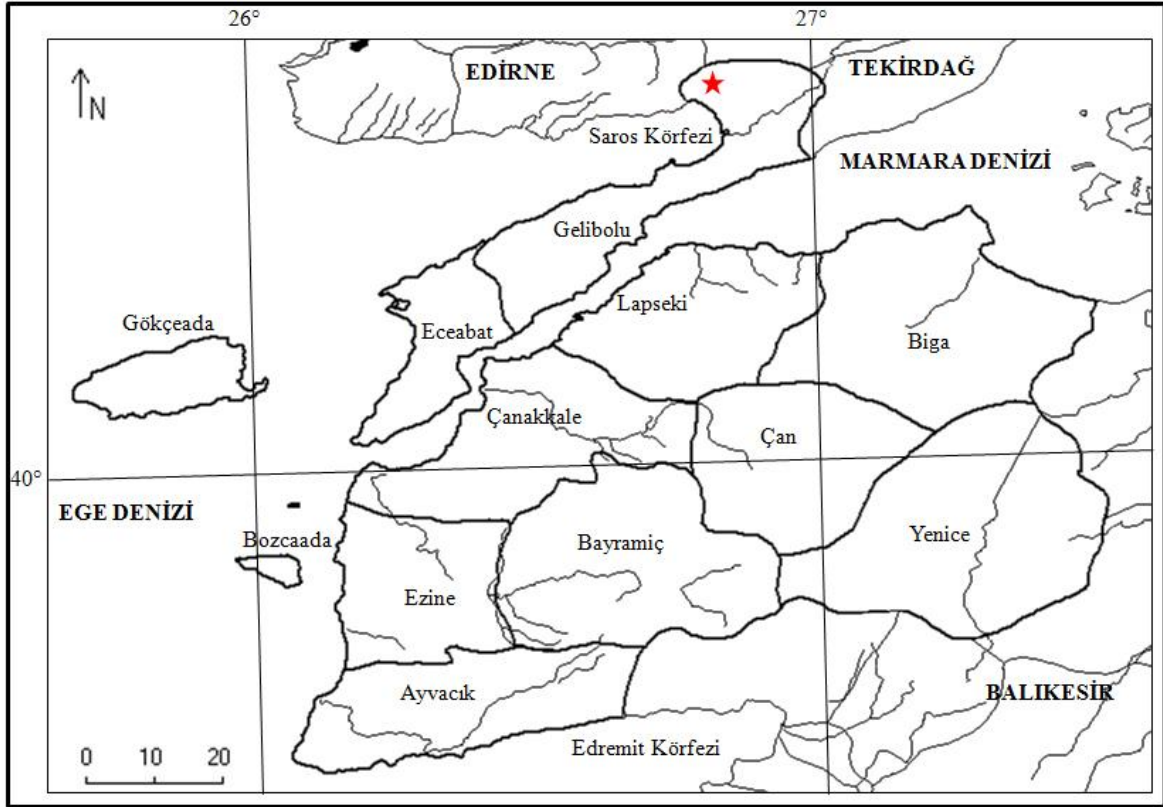 26°
27°
N
EDİRNE
TEKİRDAĞ
Saros Körfezi
MARMARA DENİZİ
Gelibolu
Lapseki
Gökçeada
Eceabat
Biga
Çanakkale
Çan
40°
EGE DENİZİ
Bozcaada
Bayramiç
Yenice
Ezine
Ayvacık
BALIKESİR
Edremit Körfezi
0 10 20